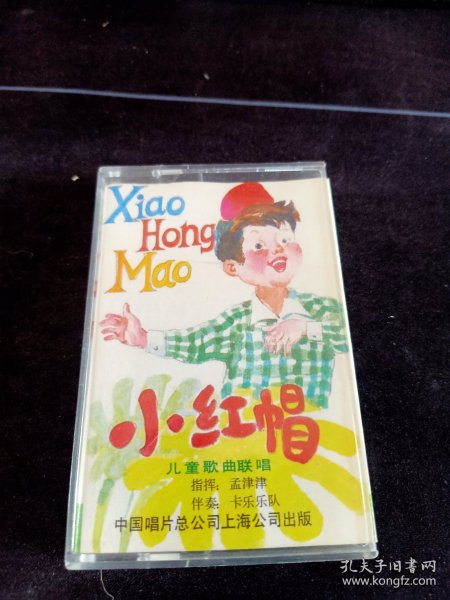 Xiao
Hong
Mao
小红帽
儿童歌曲联唱
指挥：孟津津
伴奏：卡乐乐队
中国唱片总公司上海公司出版
孔夫子旧书网
www.kongfz.com